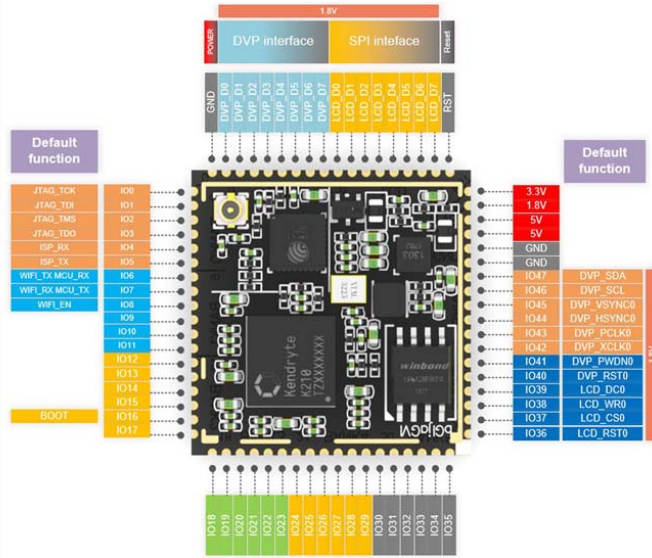 1.8V
POWER
DVP interface
SPI inteface
Reset
GND
DVP_D0
DVP_D1
DVP_D2
DVP_D3
DVP_D4
DVP_D5
DVP_D6
DVP_D7
LCD_D0
LCD_D1
LCD_D2
LCD_D3
LCD_D4
LCD_D5
LCD_D6
LCD_D7
RST
Default
function
JTAG_TCK IO0
JTAG_TDI IO1
JTAG_TMS IO2
JTAG_TDO IO3
ISP_RX IO4
ISP_TX IO5
WIFI_TX MCU_RX IO6
WIFI_RX MCU_TX IO7
WIFI_EN IO8
IO9
IO10
IO11
IO12
IO13
IO14
IO15
BOOT IO16
IO17
Kendryte
K210
TZXXXXXXX
winbond
Default
function
3.3V
1.8V
5V
5V
GND
GND
IO47 DVP_SDA
IO46 DVP_SCL
IO45 DVP_VSYNC0
IO44 DVP_HSYNC0
IO43 DVP_PCLK0
IO42 DVP_XCLK0
IO41 DVP_PWDN0
IO40 DVP_RST0
IO39 LCD_DC0
IO38 LCD_WR0
IO37 LCD_CS0
IO36 LCD_RST0
IO18
IO19
IO20
IO21
IO22
IO23
IO24
IO25
IO26
IO27
IO28
IO29
IO30
IO31
IO32
IO33
IO34
IO35